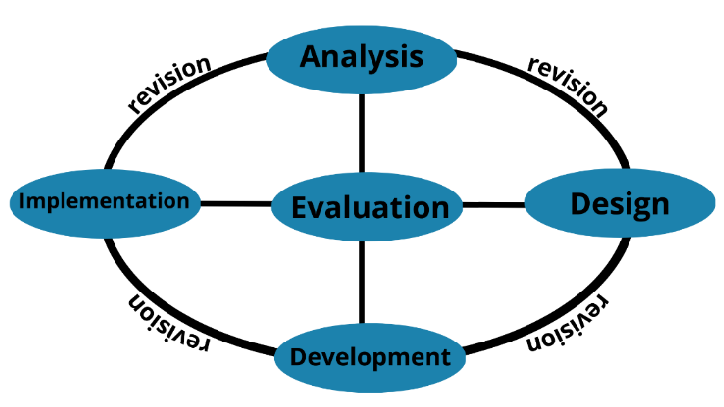 revision
Analysis
revision
Implementation
Evaluation
Design
revision
Development
revision